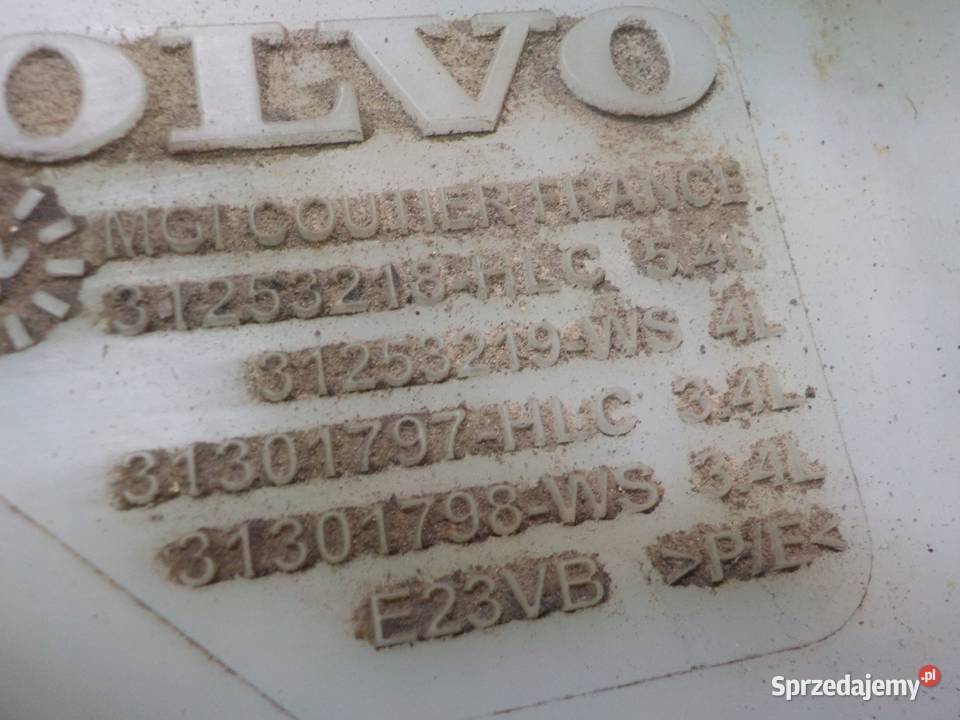 OLVO
MGI COUTIER FRANCE
31253218-HLC 5.4L
31253219-WS 4L
31301797-HLC 3.4L
31301798-WS 3.4L
E23VB >P/E<
Sprzedajemy.pl